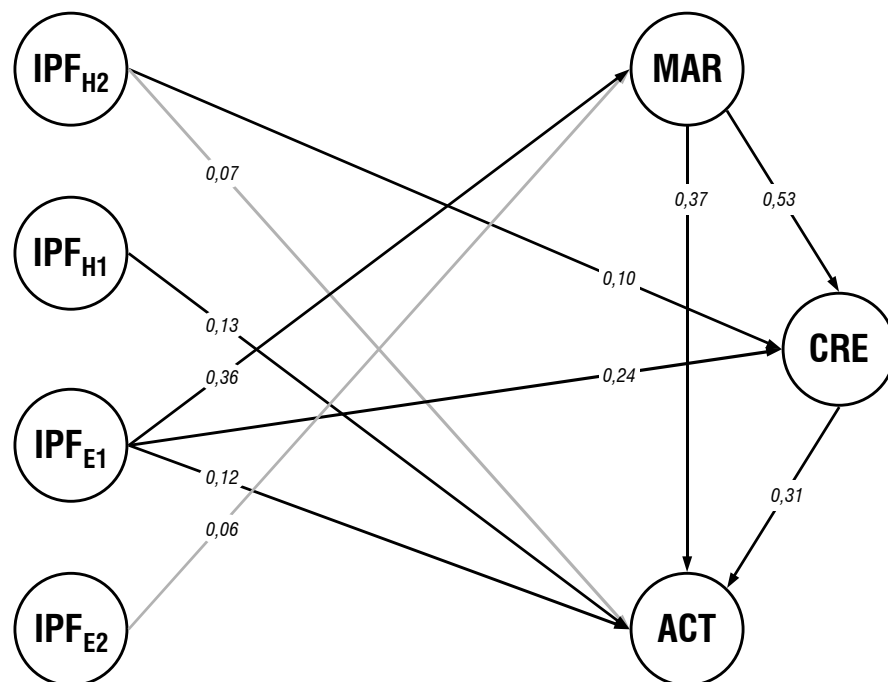 IPFH2
MAR
0,07
0,37
0,53
IPFH1
0,10
0,13
CRE
0,36
0,24
IPFE1
0,12
0,31
0,06
IPFE2
ACT